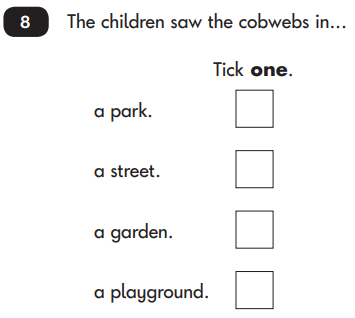 8 The children saw the cobwebs in...
Tick one.
a park.
a street.
a garden.
a playground.